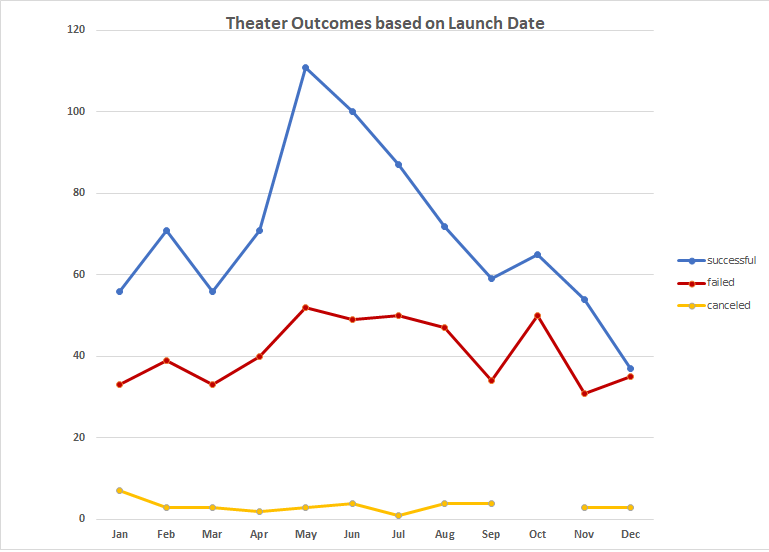 Theater Outcomes based on Launch Date
120
100
80
60
40
20
0
Jan Feb Mar Apr May Jun Jul Aug Sep Oct Nov Dec
successful
failed
canceled